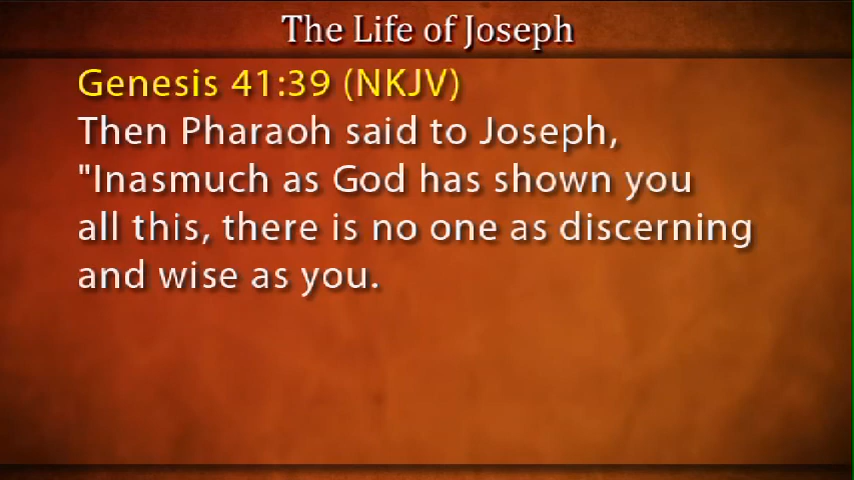 The Life of Joseph
Genesis 41:39 (NKJV)
Then Pharaoh said to Joseph,
"Inasmuch as God has shown you
all this, there is no one as discerning
and wise as you.